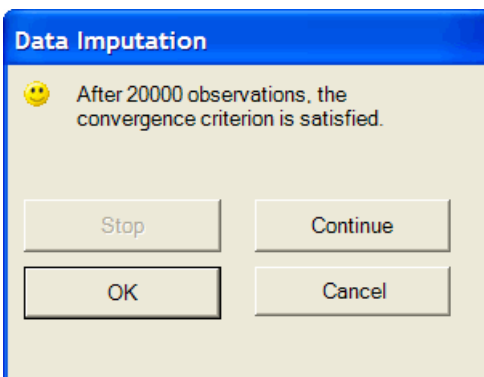 Data Imputation
After 20000 observations, the
convergence criterion is satisfied.
Stop
Continue
OK
Cancel